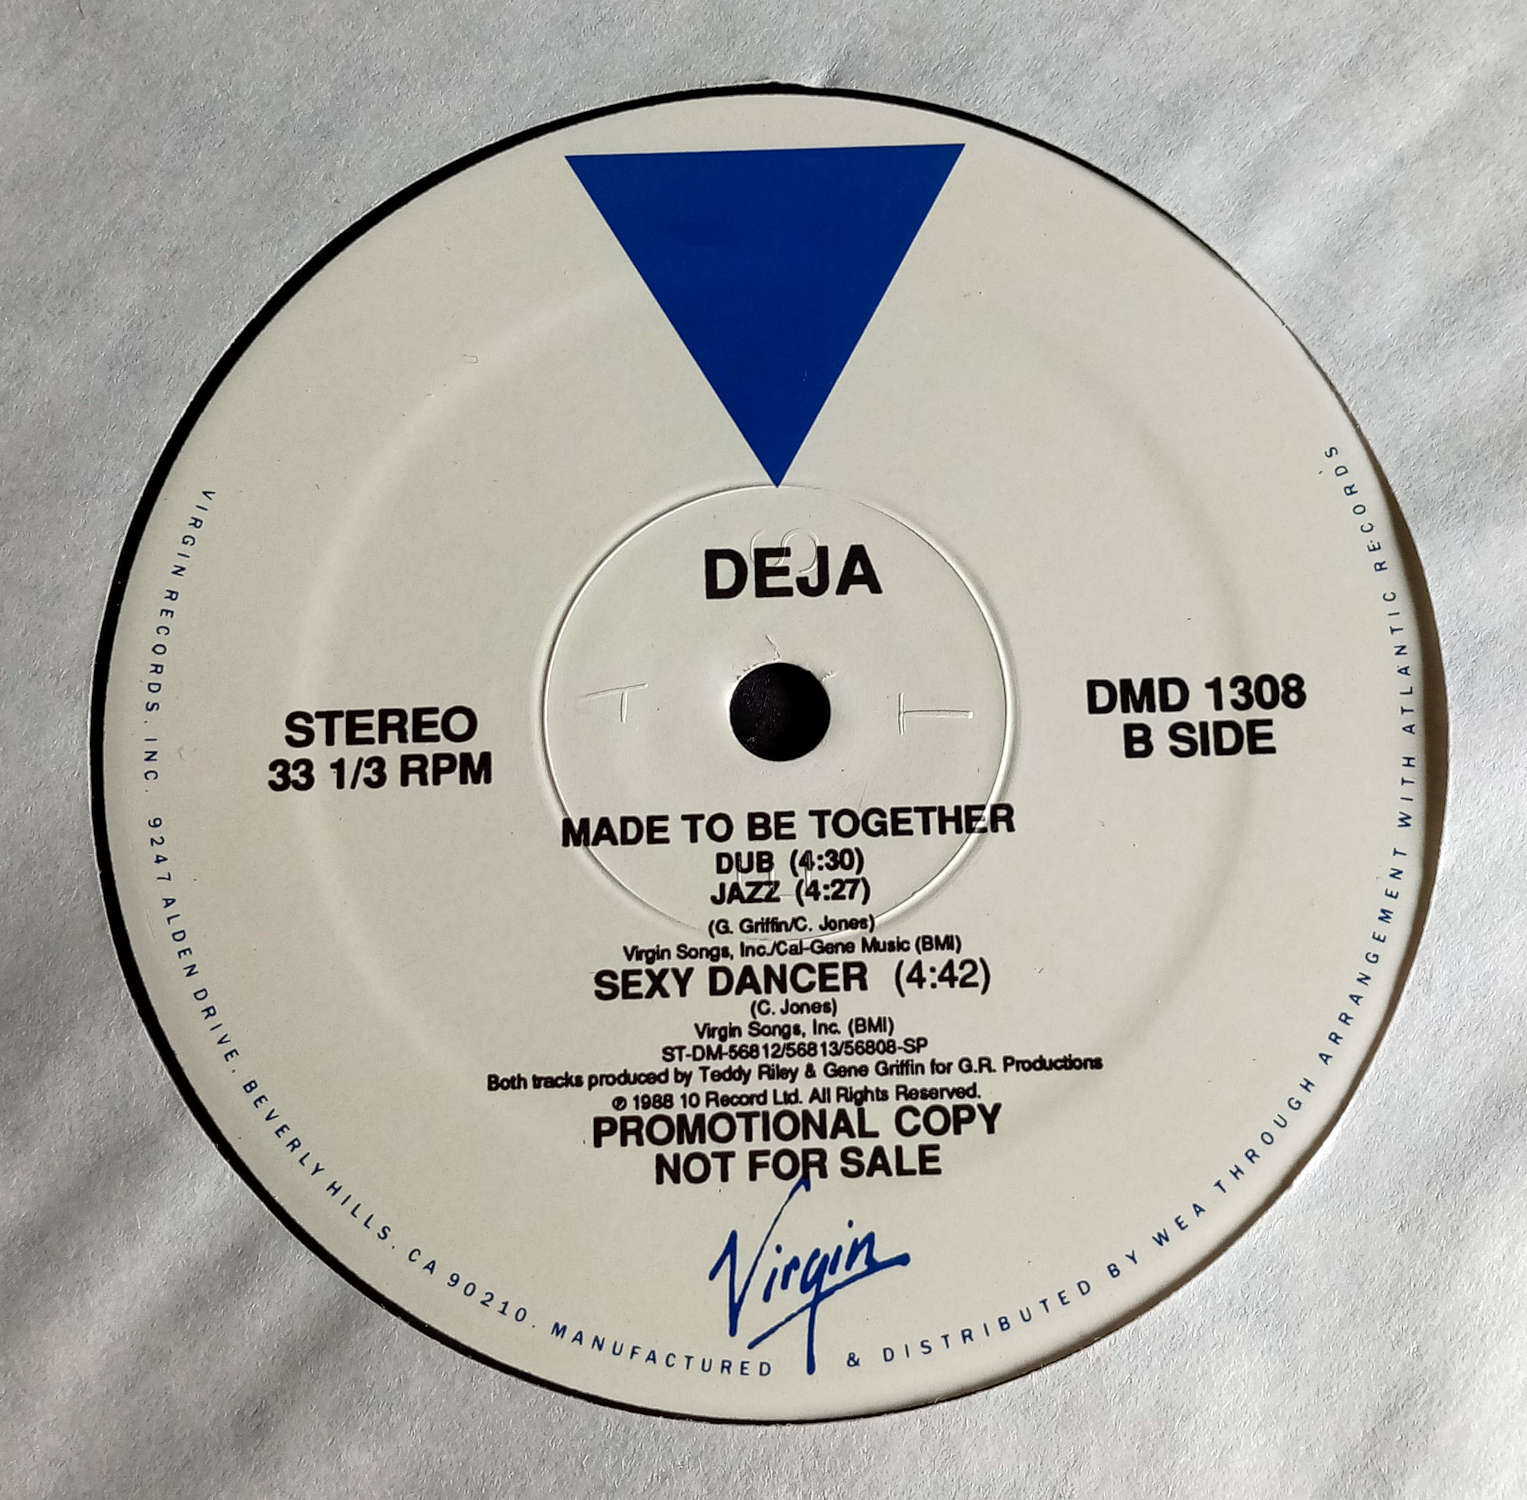 DEJA
STEREO
33 1/3 RPM
DMD 1308
B SIDE
MADE TO BE TOGETHER
DUB (4:30)
JAZZ (4:27)
(G. Griffin/C. Jones)
Virgin Songs, Inc./Cal-Gene Music (BMI)
SEXY DANCER (4:42)
(C. Jones)
Virgin Songs, Inc. (BMI)
ST-DM-56812/56813/56808-SP
Both tracks produced by Teddy Riley & Gene Griffin for G.R. Productions
℗ 1988 10 Record Ltd. All Rights Reserved.
PROMOTIONAL COPY
NOT FOR SALE
Virgin
VIRGIN RECORDS, INC. 9247 ALDEN DRIVE, BEVERLY HILLS, CA 90210. MANUFACTURED & DISTRIBUTED BY WEA THROUGH ARRANGEMENT WITH ATLANTIC RECORDS